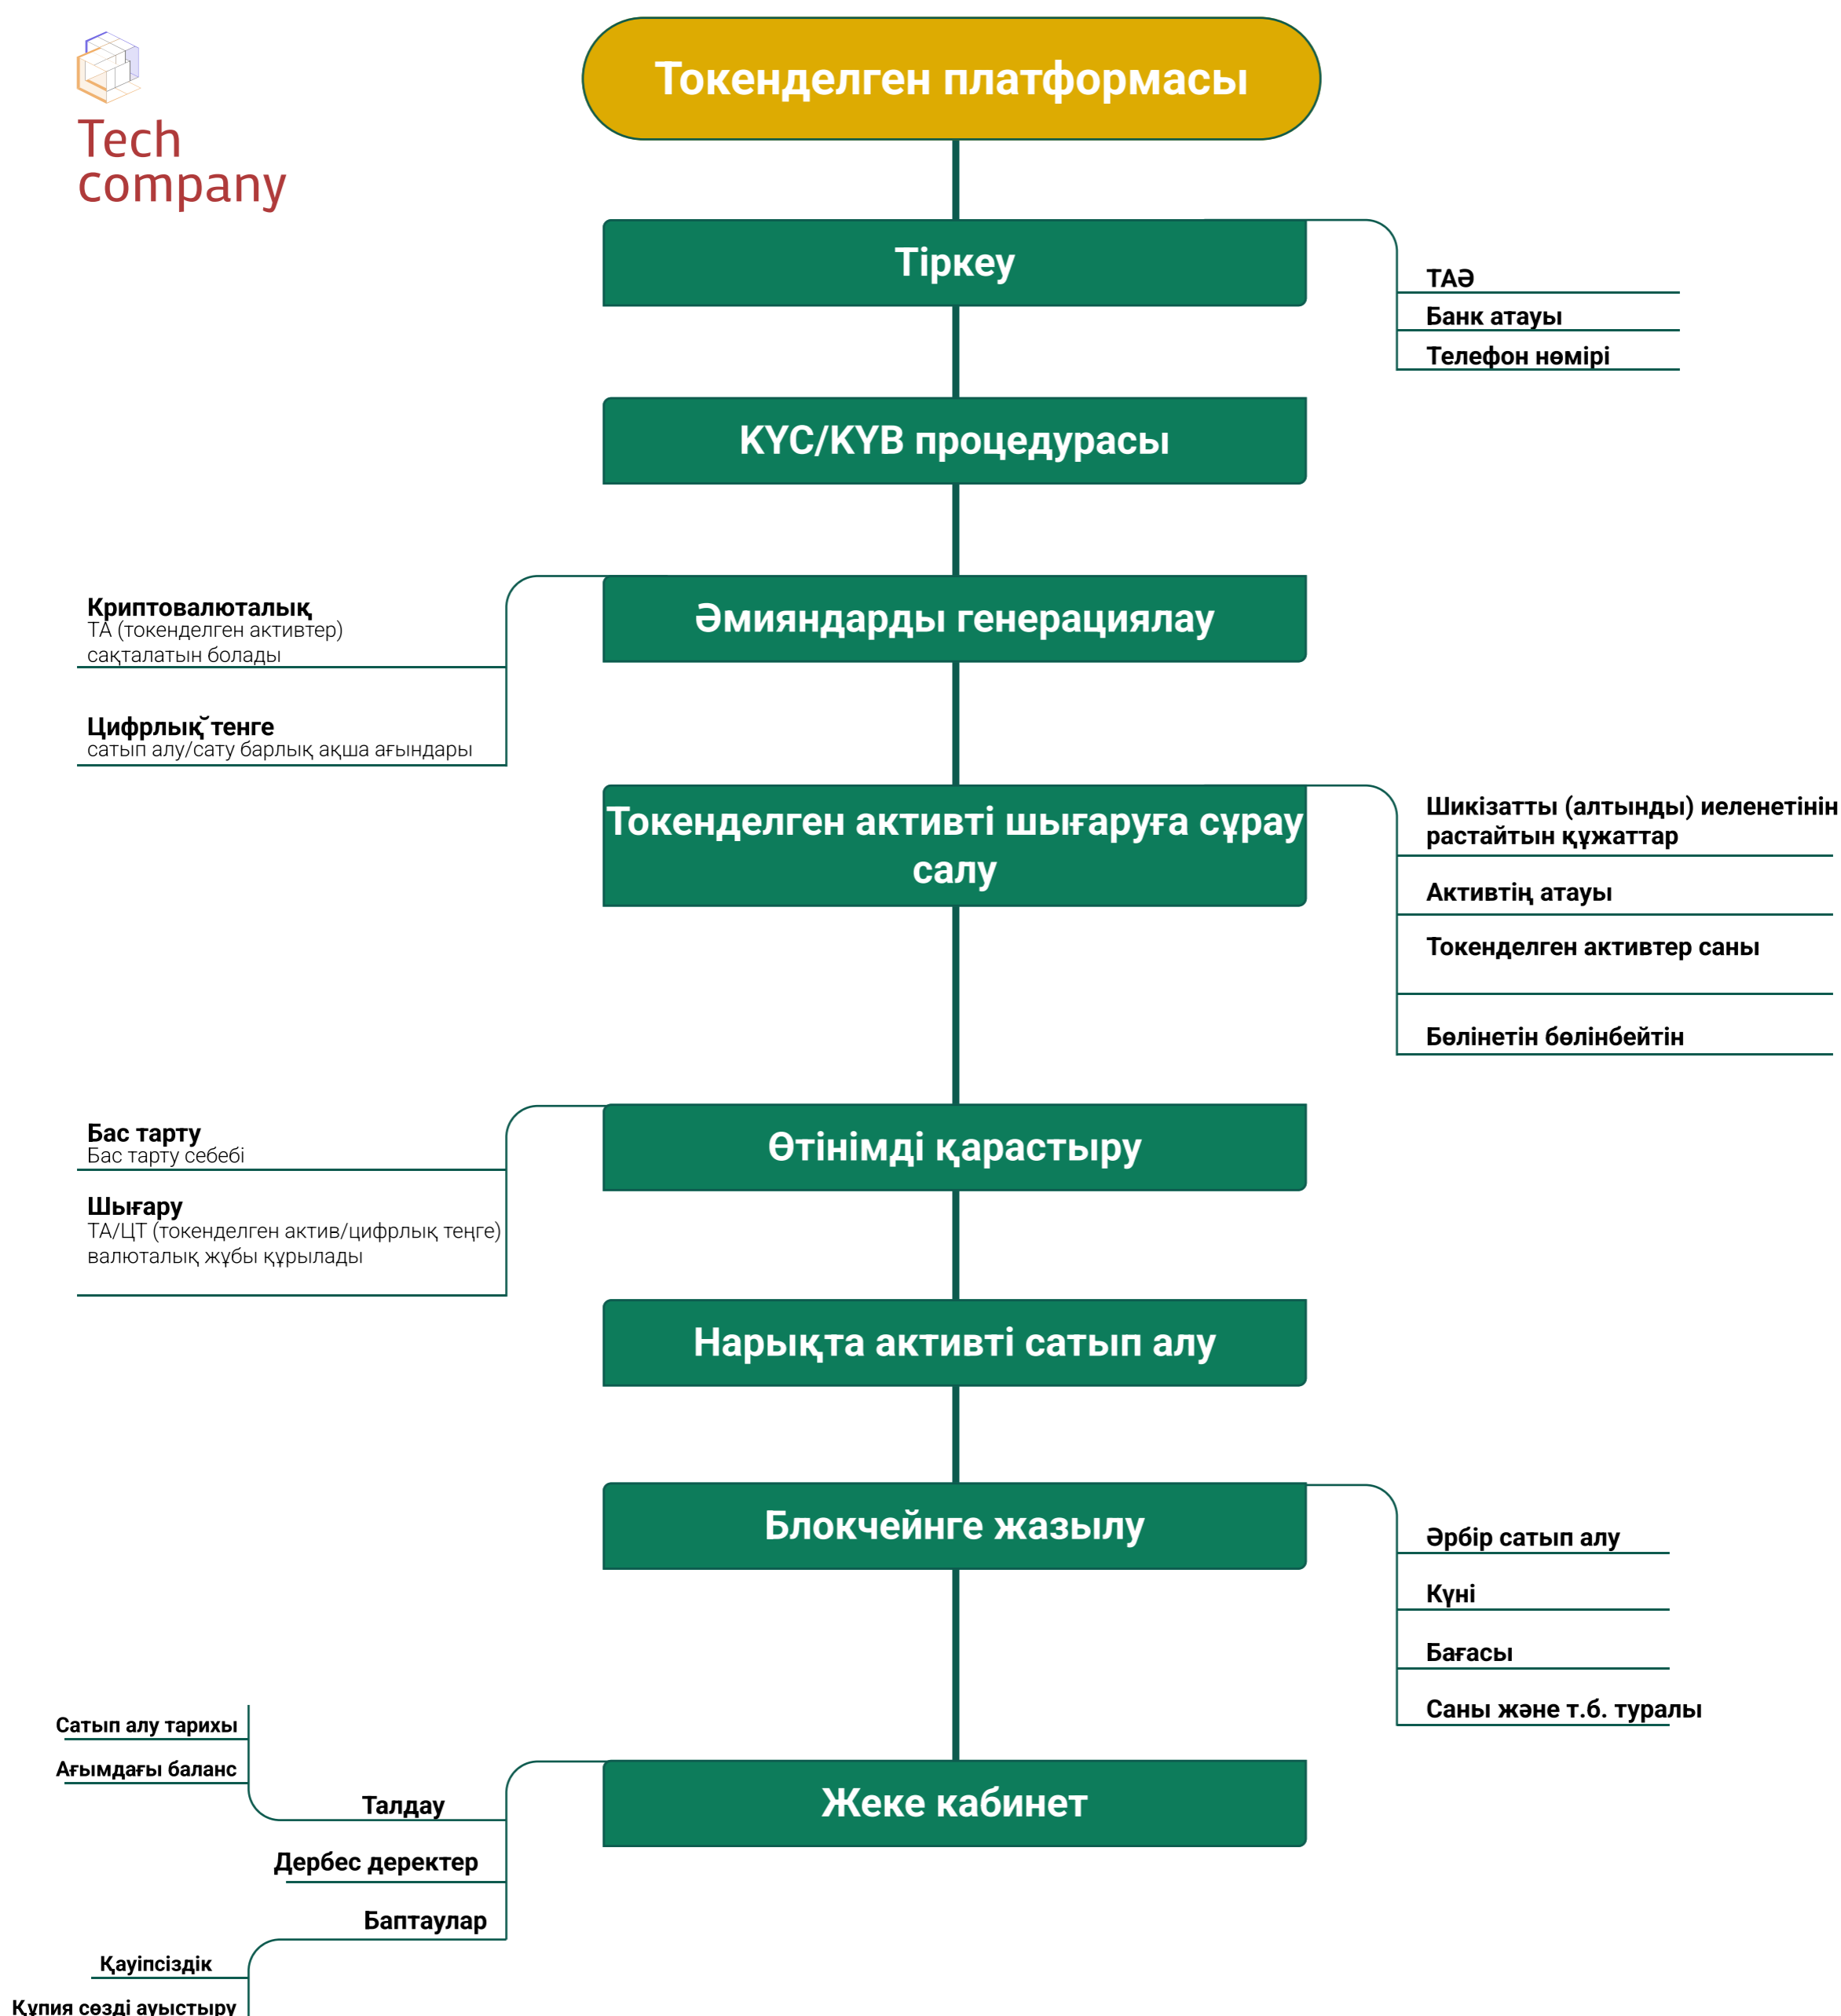 Tech
company
Токенделген платформасы
Тіркеу
ТАӘ
Банк атауы
Телефон нөмірі
KYC/KYB процедурасы
Әмияндарды генерациялау
Криптовалюталық
ТА (токенделген активтер)
сақталатын болады
Цифрлық̆ тенге
сатып алу/сату барлық ақша ағындары
Токенделген активті шығаруға сұрау
салу
Шикізатты (алтынды) иеленетінін
растайтын құжаттар
Активтің атауы
Токенделген активтер саны
Бөлінетін бөлінбейтін
Өтінімді қарастыру
Бас тарту
Бас тарту себебі
Шығару
ТА/ЦТ (токенделген актив/цифрлық теңге)
валюталық жұбы құрылады
Нарықта активті сатып алу
Блокчейнге жазылу
Әрбір сатып алу
Күні
Бағасы
Саны және т.б. туралы
Жеке кабинет
Сатып алу тарихы
Ағымдағы баланс
Талдау
Дербес деректер
Баптаулар
Қауіпсіздік
Құпия сөзді ауыстыру